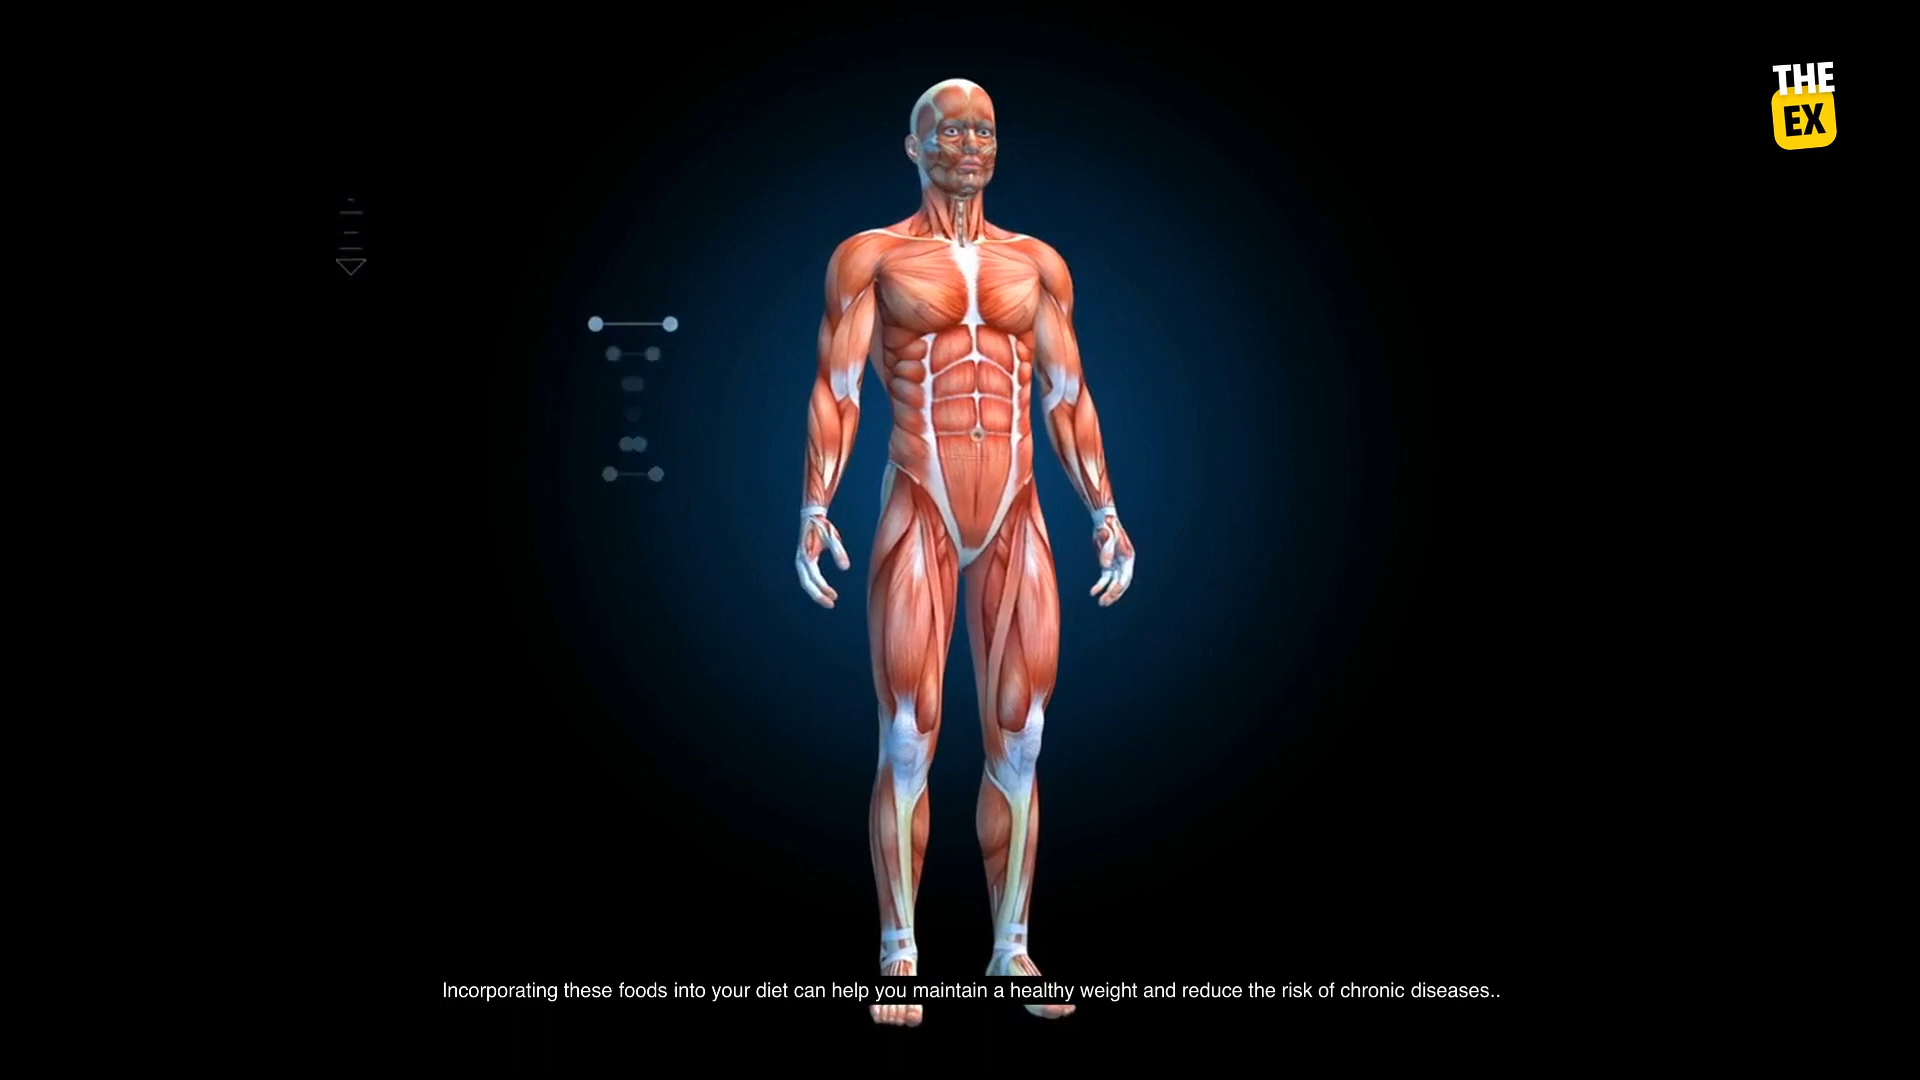 THE
EX
Incorporating these foods into your diet can help you maintain a healthy weight and reduce the risk of chronic diseases..